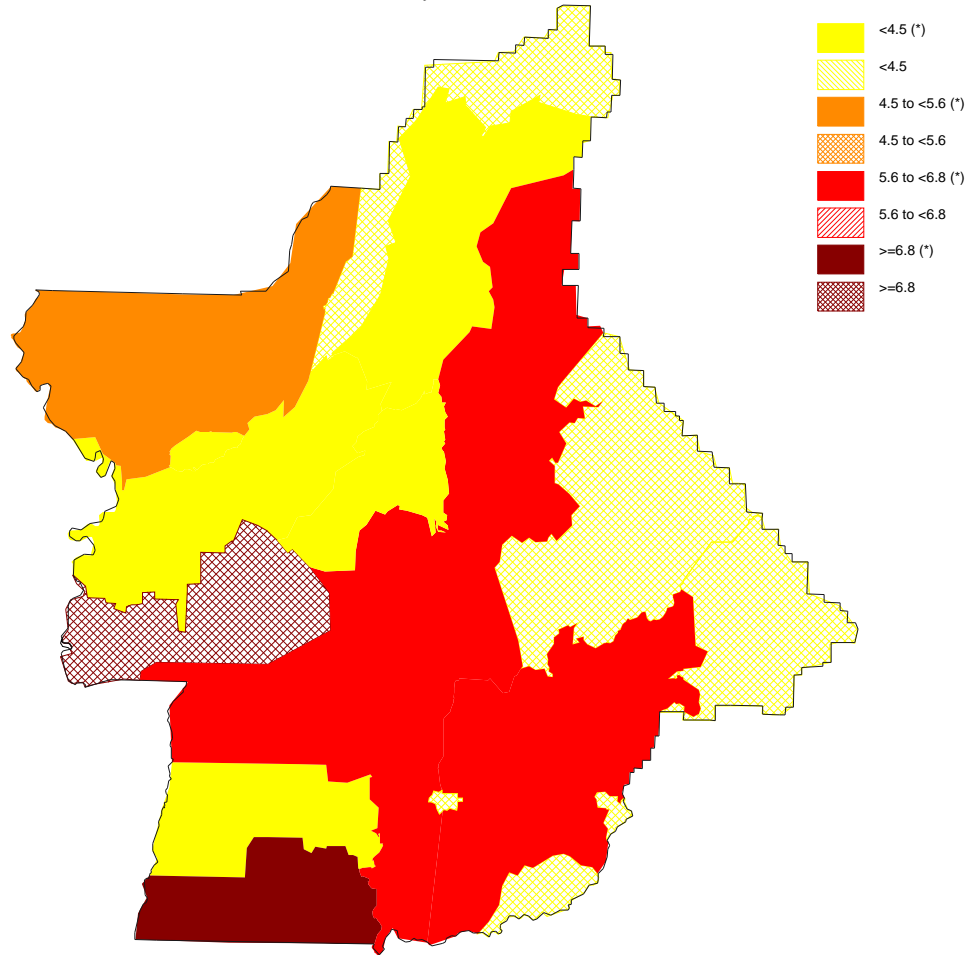 <4.5 (*)
<4.5
4.5 to <5.6 (*)
4.5 to <5.6
5.6 to <6.8 (*)
5.6 to <6.8
>=6.8 (*)
>=6.8